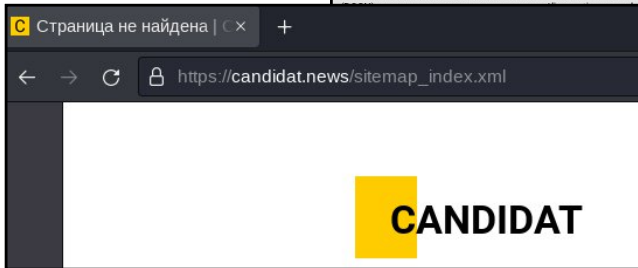 C Страница не найдена | C
https://candidat.news/sitemap_index.xml
CANDIDAT